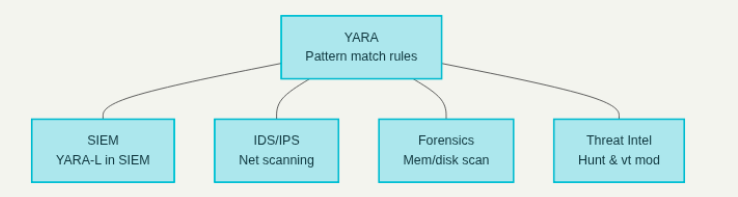 YARA
Pattern match rules
SIEM
YARA-L in SIEM
IDS/IPS
Net scanning
Forensics
Mem/disk scan
Threat Intel
Hunt & vt mod